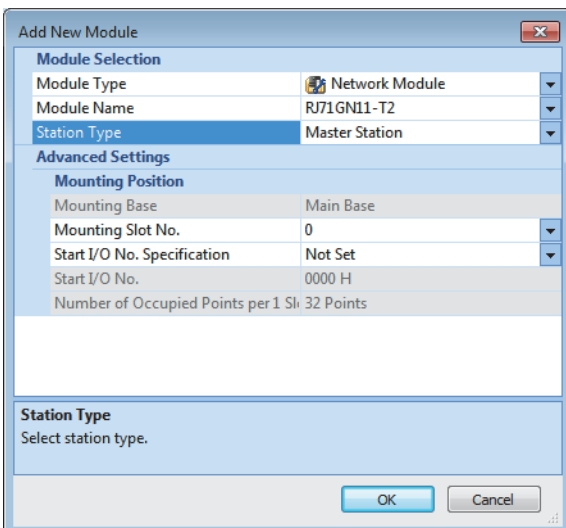 Add New Module
Module Selection
Module Type Network Module
Module Name RJ71GN11-T2
Station Type Master Station
Advanced Settings
Mounting Position
Mounting Base Main Base
Mounting Slot No. 0
Start I/O No. Specification Not Set
Start I/O No. 0000 H
Number of Occupied Points per 1 Sl 32 Points
Station Type
Select station type.
OK Cancel